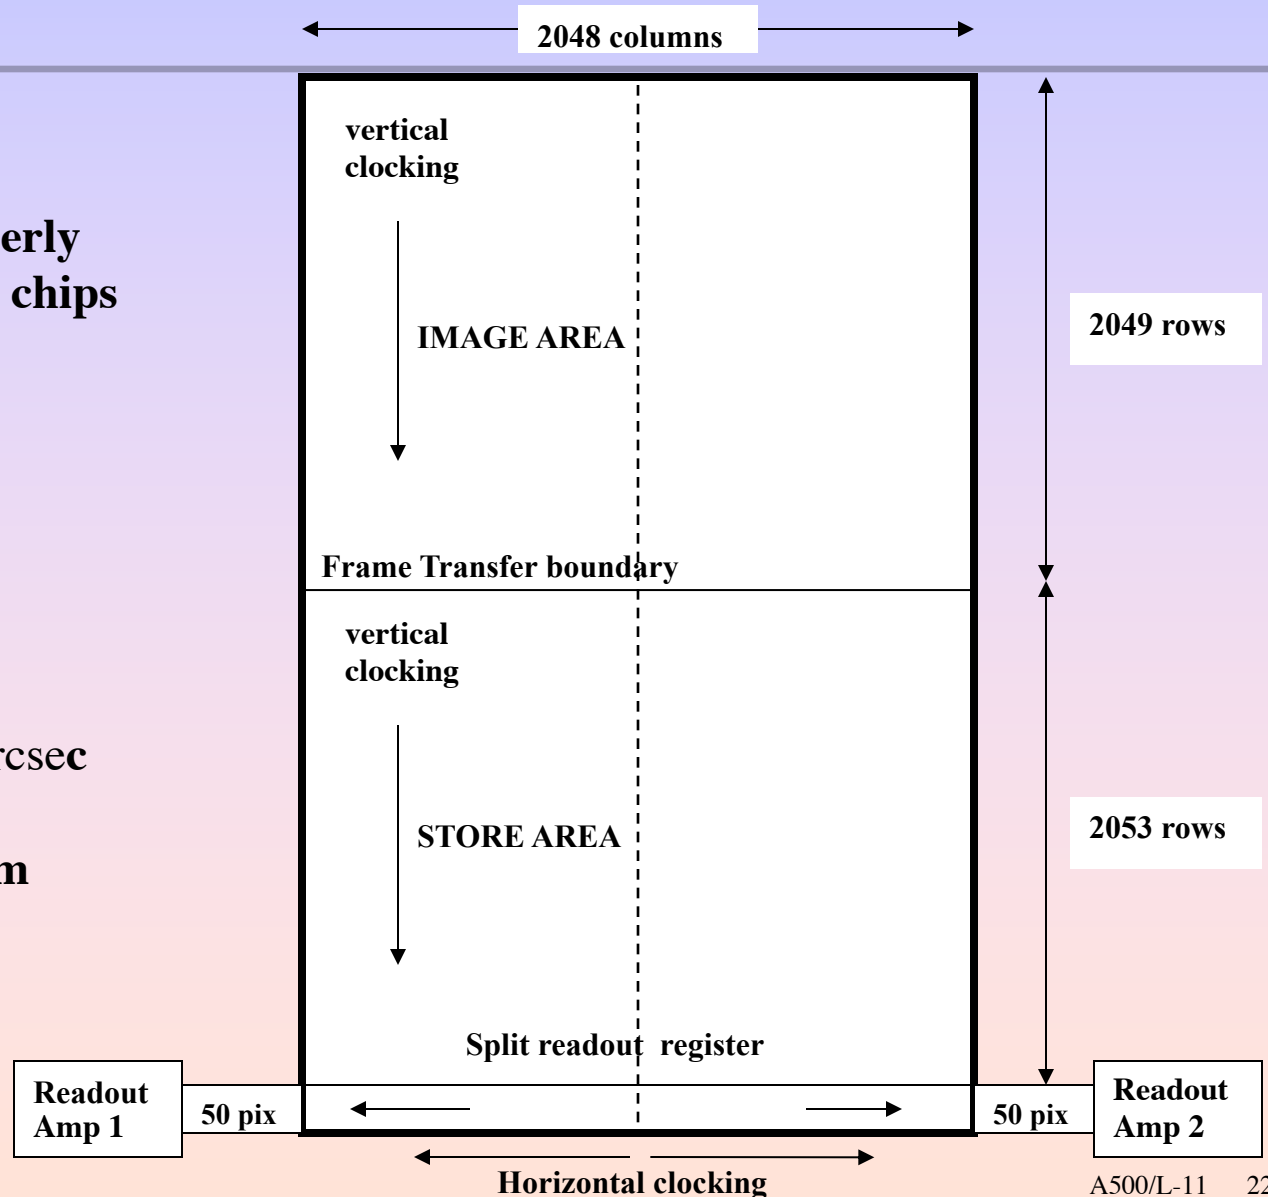 2048 columns
vertical
clocking
erly
chips
IMAGE AREA
2049 rows
Frame Transfer boundary
vertical
clocking
rcsec
STORE AREA
2053 rows
m
Split readout register
Readout
Amp 1
50 pix
50 pix
Readout
Amp 2
Horizontal clocking
A500/L-11 22